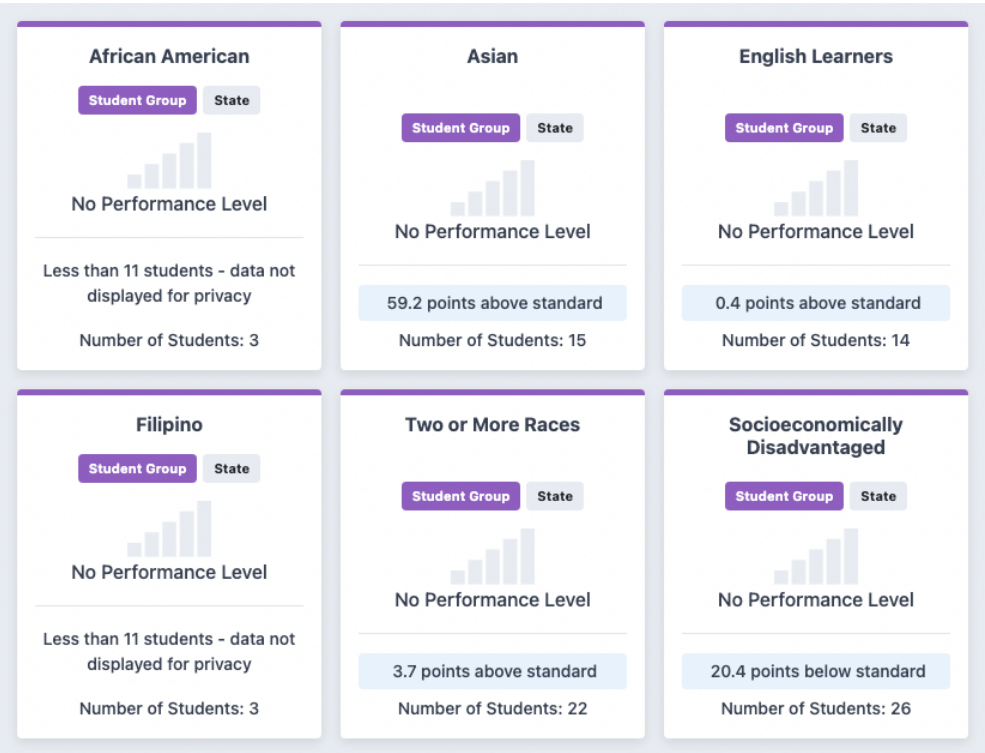 African American
Student Group State
No Performance Level
Less than 11 students - data not
displayed for privacy
Number of Students: 3
Asian
Student Group State
No Performance Level
59.2 points above standard
Number of Students: 15
English Learners
Student Group State
No Performance Level
0.4 points above standard
Number of Students: 14
Filipino
Student Group State
No Performance Level
Less than 11 students - data not
displayed for privacy
Number of Students: 3
Two or More Races
Student Group State
No Performance Level
3.7 points above standard
Number of Students: 22
Socioeconomically
Disadvantaged
Student Group State
No Performance Level
20.4 points below standard
Number of Students: 26